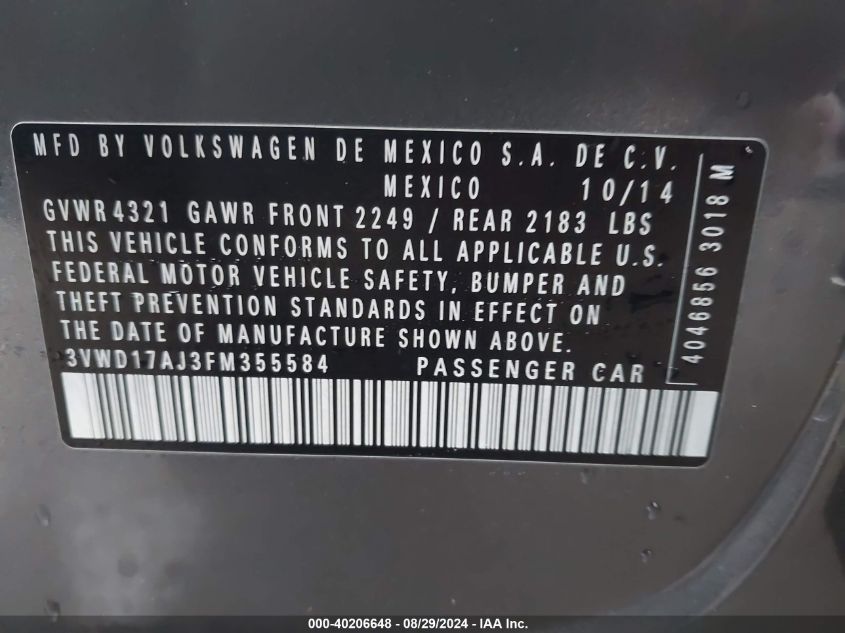 MFD BY VOLKSWAGEN DE MEXICO S.A. DE C.V.
MEXICO 10/14
GVWR 4321 GAWR FRONT 2249 / REAR 2183 LBS
THIS VEHICLE CONFORMS TO ALL APPLICABLE U.S.
FEDERAL MOTOR VEHICLE SAFETY, BUMPER AND
THEFT PREVENTION STANDARDS IN EFFECT ON
THE DATE OF MANUFACTURE SHOWN ABOVE.
3VWD17AJ3FM355584 PASSENGER CAR
4046856 3018 M
000-40206648 - 08/29/2024 - IAA Inc.